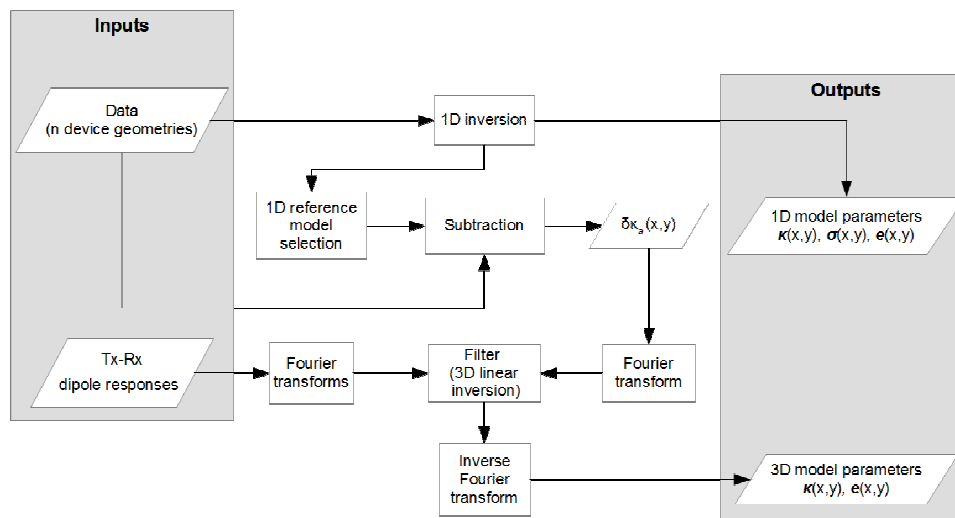 Inputs
Data
(n device geometries)
1D inversion
Outputs
1D reference
model
selection
Subtraction
δκa(x,y)
1D model parameters
κ(x,y), σ(x,y), e(x,y)
Tx-Rx
dipole responses
Fourier
transforms
Filter
(3D linear
inversion)
Fourier
transform
Inverse
Fourier
transform
3D model parameters
κ(x,y), e(x,y)